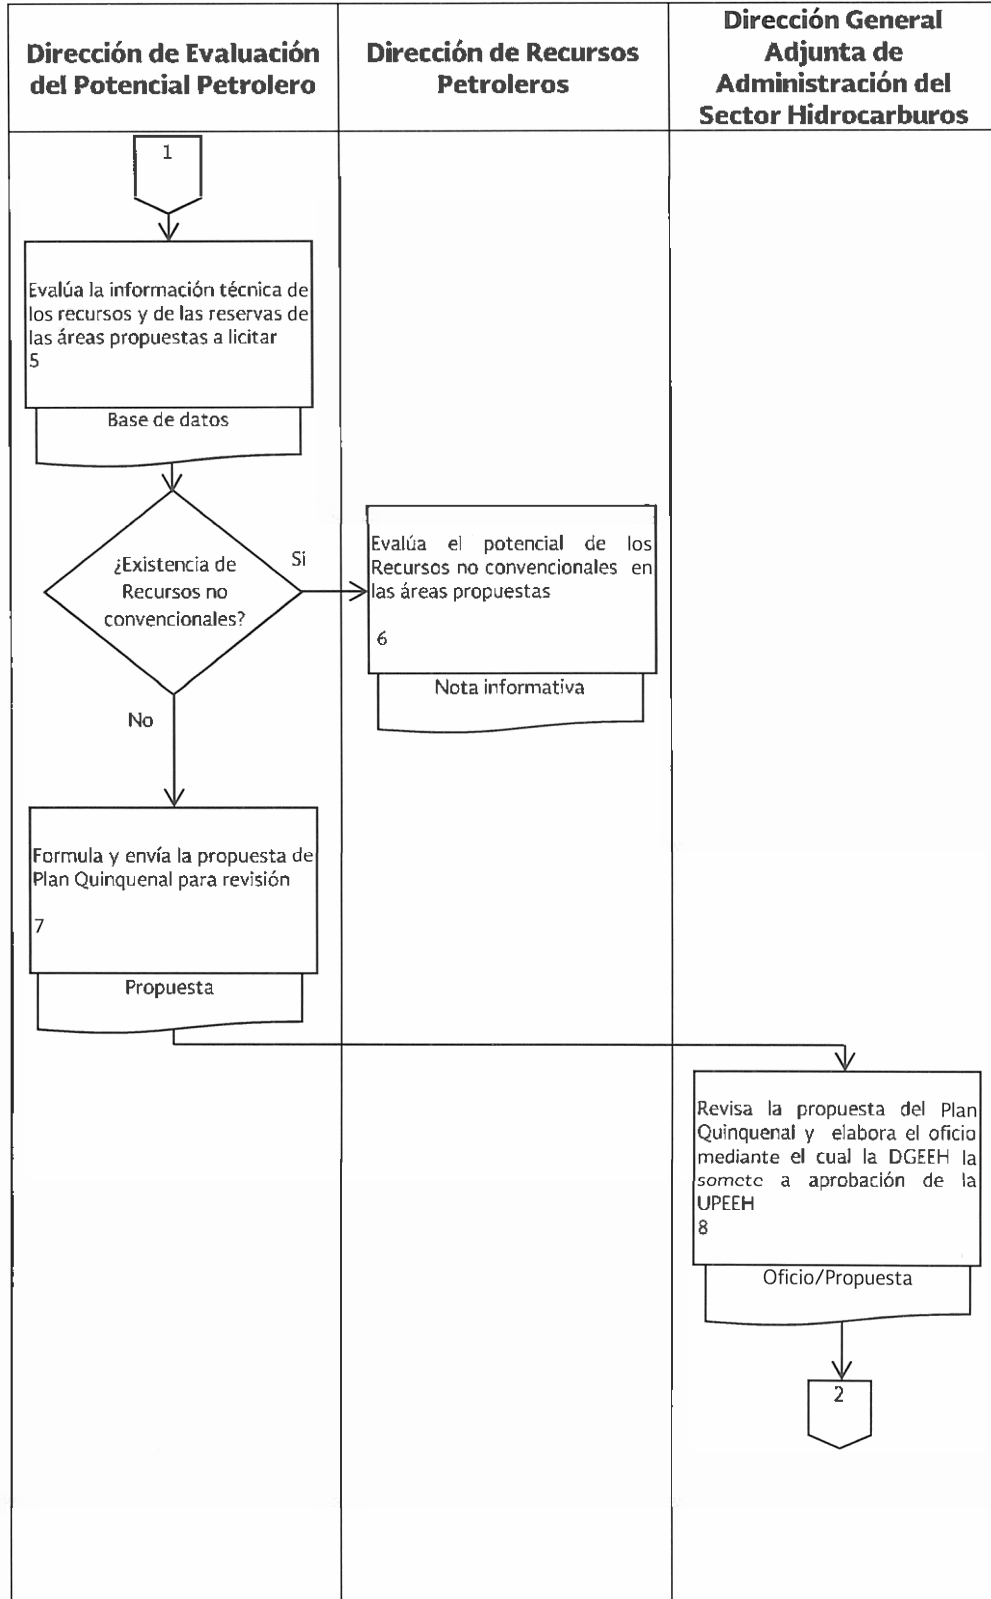 Dirección de Evaluación
del Potencial Petrolero
Dirección de Recursos
Petroleros
Dirección General
Adjunta de
Administración del
Sector Hidrocarburos
1
Evalúa la información técnica de
los recursos y de las reservas de
las áreas propuestas a licitar
5
Base de datos
¿Existencia de
Recursos no
convencionales?
Si
Evalúa el potencial de los
Recursos no convencionales en
las áreas propuestas
6
Nota informativa
No
Formula y envía la propuesta de
Plan Quinquenal para revisión
7
Propuesta
Revisa la propuesta del Plan
Quinquenal y elabora el oficio
mediante el cual la DGEEH la
somete a aprobación de la
UPEEH
8
Oficio/Propuesta
2